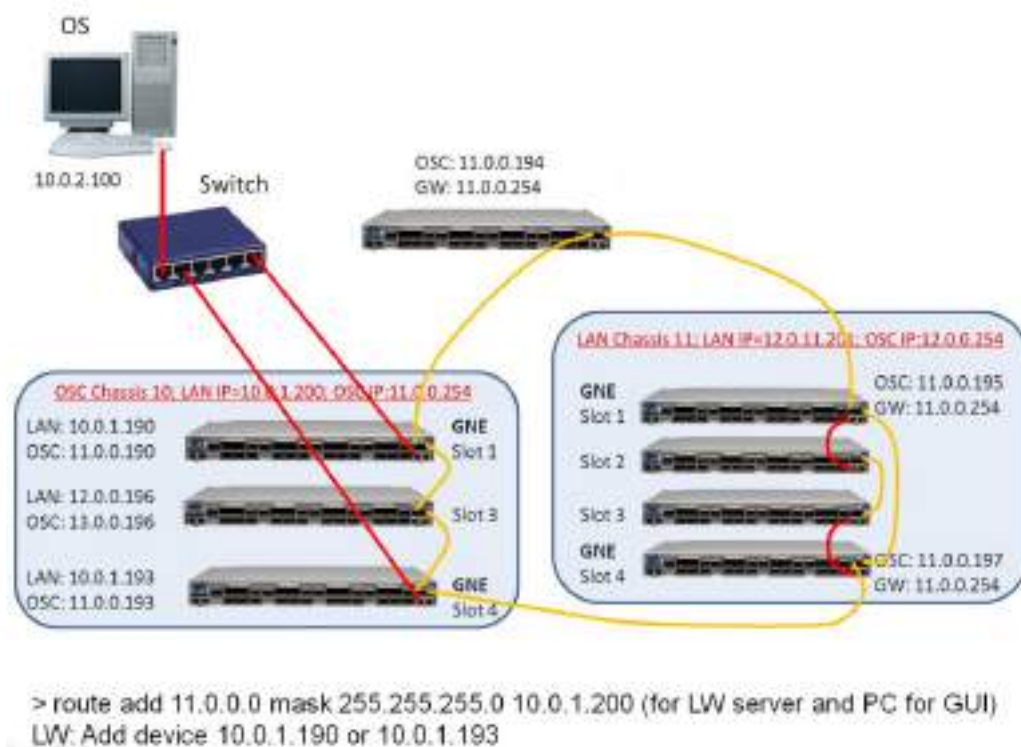 OS
10.0.2.100
Switch
OSC: 11.0.0.194
GW: 11.0.0.254
OSC Chassis 10; LAN IP=10.0.1.200; OSC IP:11.0.0.254
LAN: 10.0.1.190
OSC: 11.0.0.190
GNE
Slot 1
LAN: 12.0.0.196
OSC: 13.0.0.196
Slot 3
LAN: 10.0.1.193
OSC: 11.0.0.193
GNE
Slot 4
LAN Chassis 11; LAN IP=12.0.11.201; OSC IP:12.0.0.254
GNE
Slot 1
OSC: 11.0.0.195
GW: 11.0.0.254
Slot 2
Slot 3
GNE
Slot 4
OSC: 11.0.0.197
GW: 11.0.0.254
> route add 11.0.0.0 mask 255.255.255.0 10.0.1.200 (for LW server and PC for GUI)
LW: Add device 10.0.1.190 or 10.0.1.193